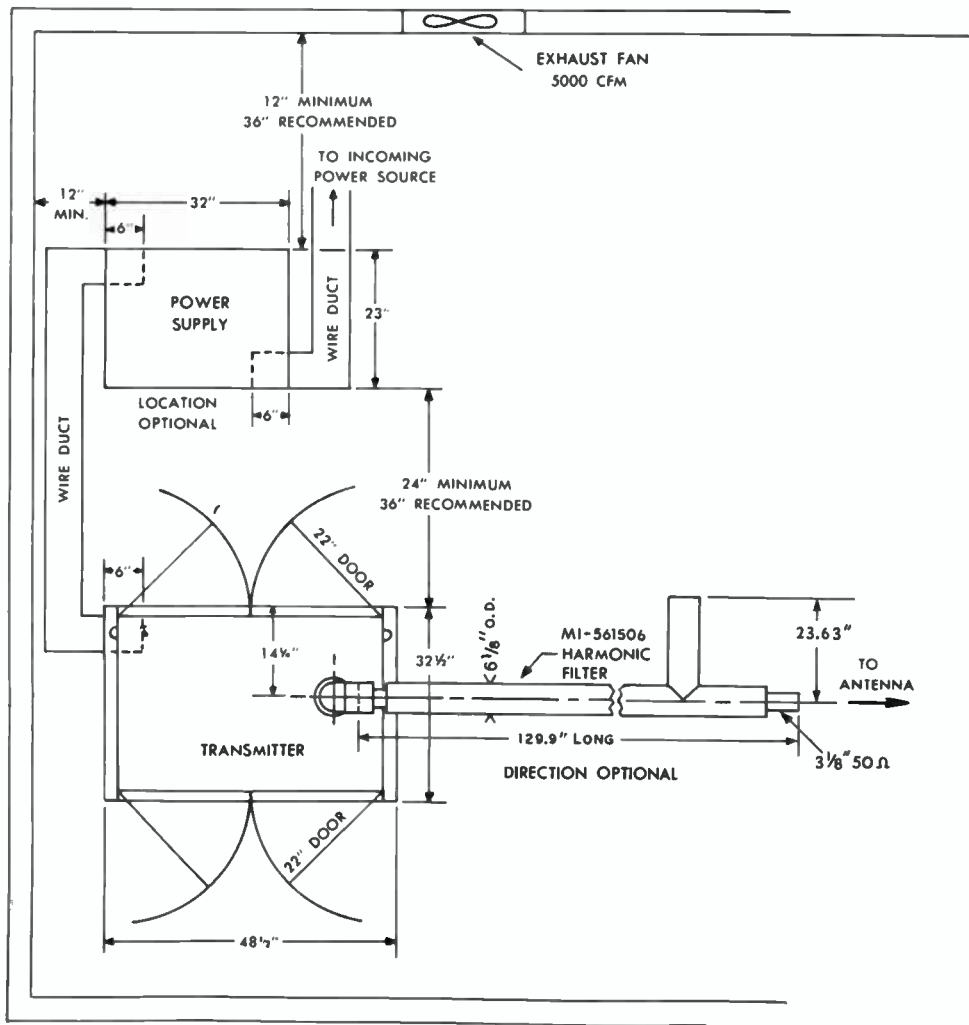 EXHAUST FAN
5000 CFM
12" MINIMUM
36" RECOMMENDED
TO INCOMING
POWER SOURCE
12"
MIN.
32"
6"
POWER
SUPPLY
WIRE DUCT
23"
LOCATION
OPTIONAL
6"
WIRE DUCT
24" MINIMUM
36" RECOMMENDED
22" DOOR
6"
14¼"
32½"
6⅛" O.D.
MI-561506
HARMONIC
FILTER
23.63"
TO
ANTENNA
TRANSMITTER
129.9" LONG
3⅛" 50 Ω
DIRECTION OPTIONAL
22" DOOR
48½"